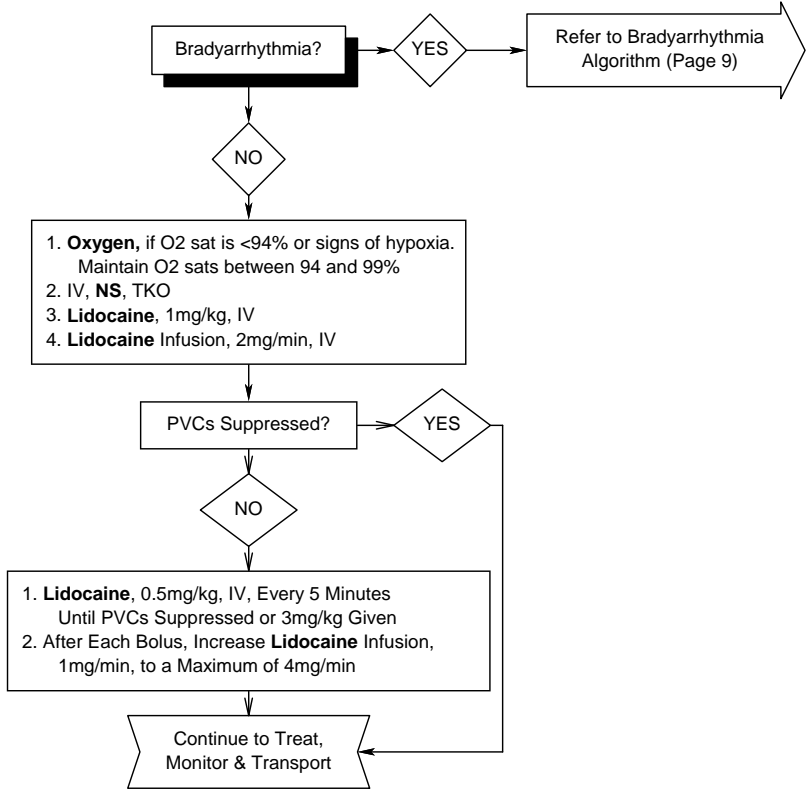 Bradyarrhythmia?
YES
Refer to Bradyarrhythmia
Algorithm (Page 9)
NO
1. Oxygen, if O2 sat is <94% or signs of hypoxia.
Maintain O2 sats between 94 and 99%
2. IV, NS, TKO
3. Lidocaine, 1mg/kg, IV
4. Lidocaine Infusion, 2mg/min, IV
PVCs Suppressed?
YES
NO
1. Lidocaine, 0.5mg/kg, IV, Every 5 Minutes
Until PVCs Suppressed or 3mg/kg Given
2. After Each Bolus, Increase Lidocaine Infusion,
1mg/min, to a Maximum of 4mg/min
Continue to Treat,
Monitor & Transport